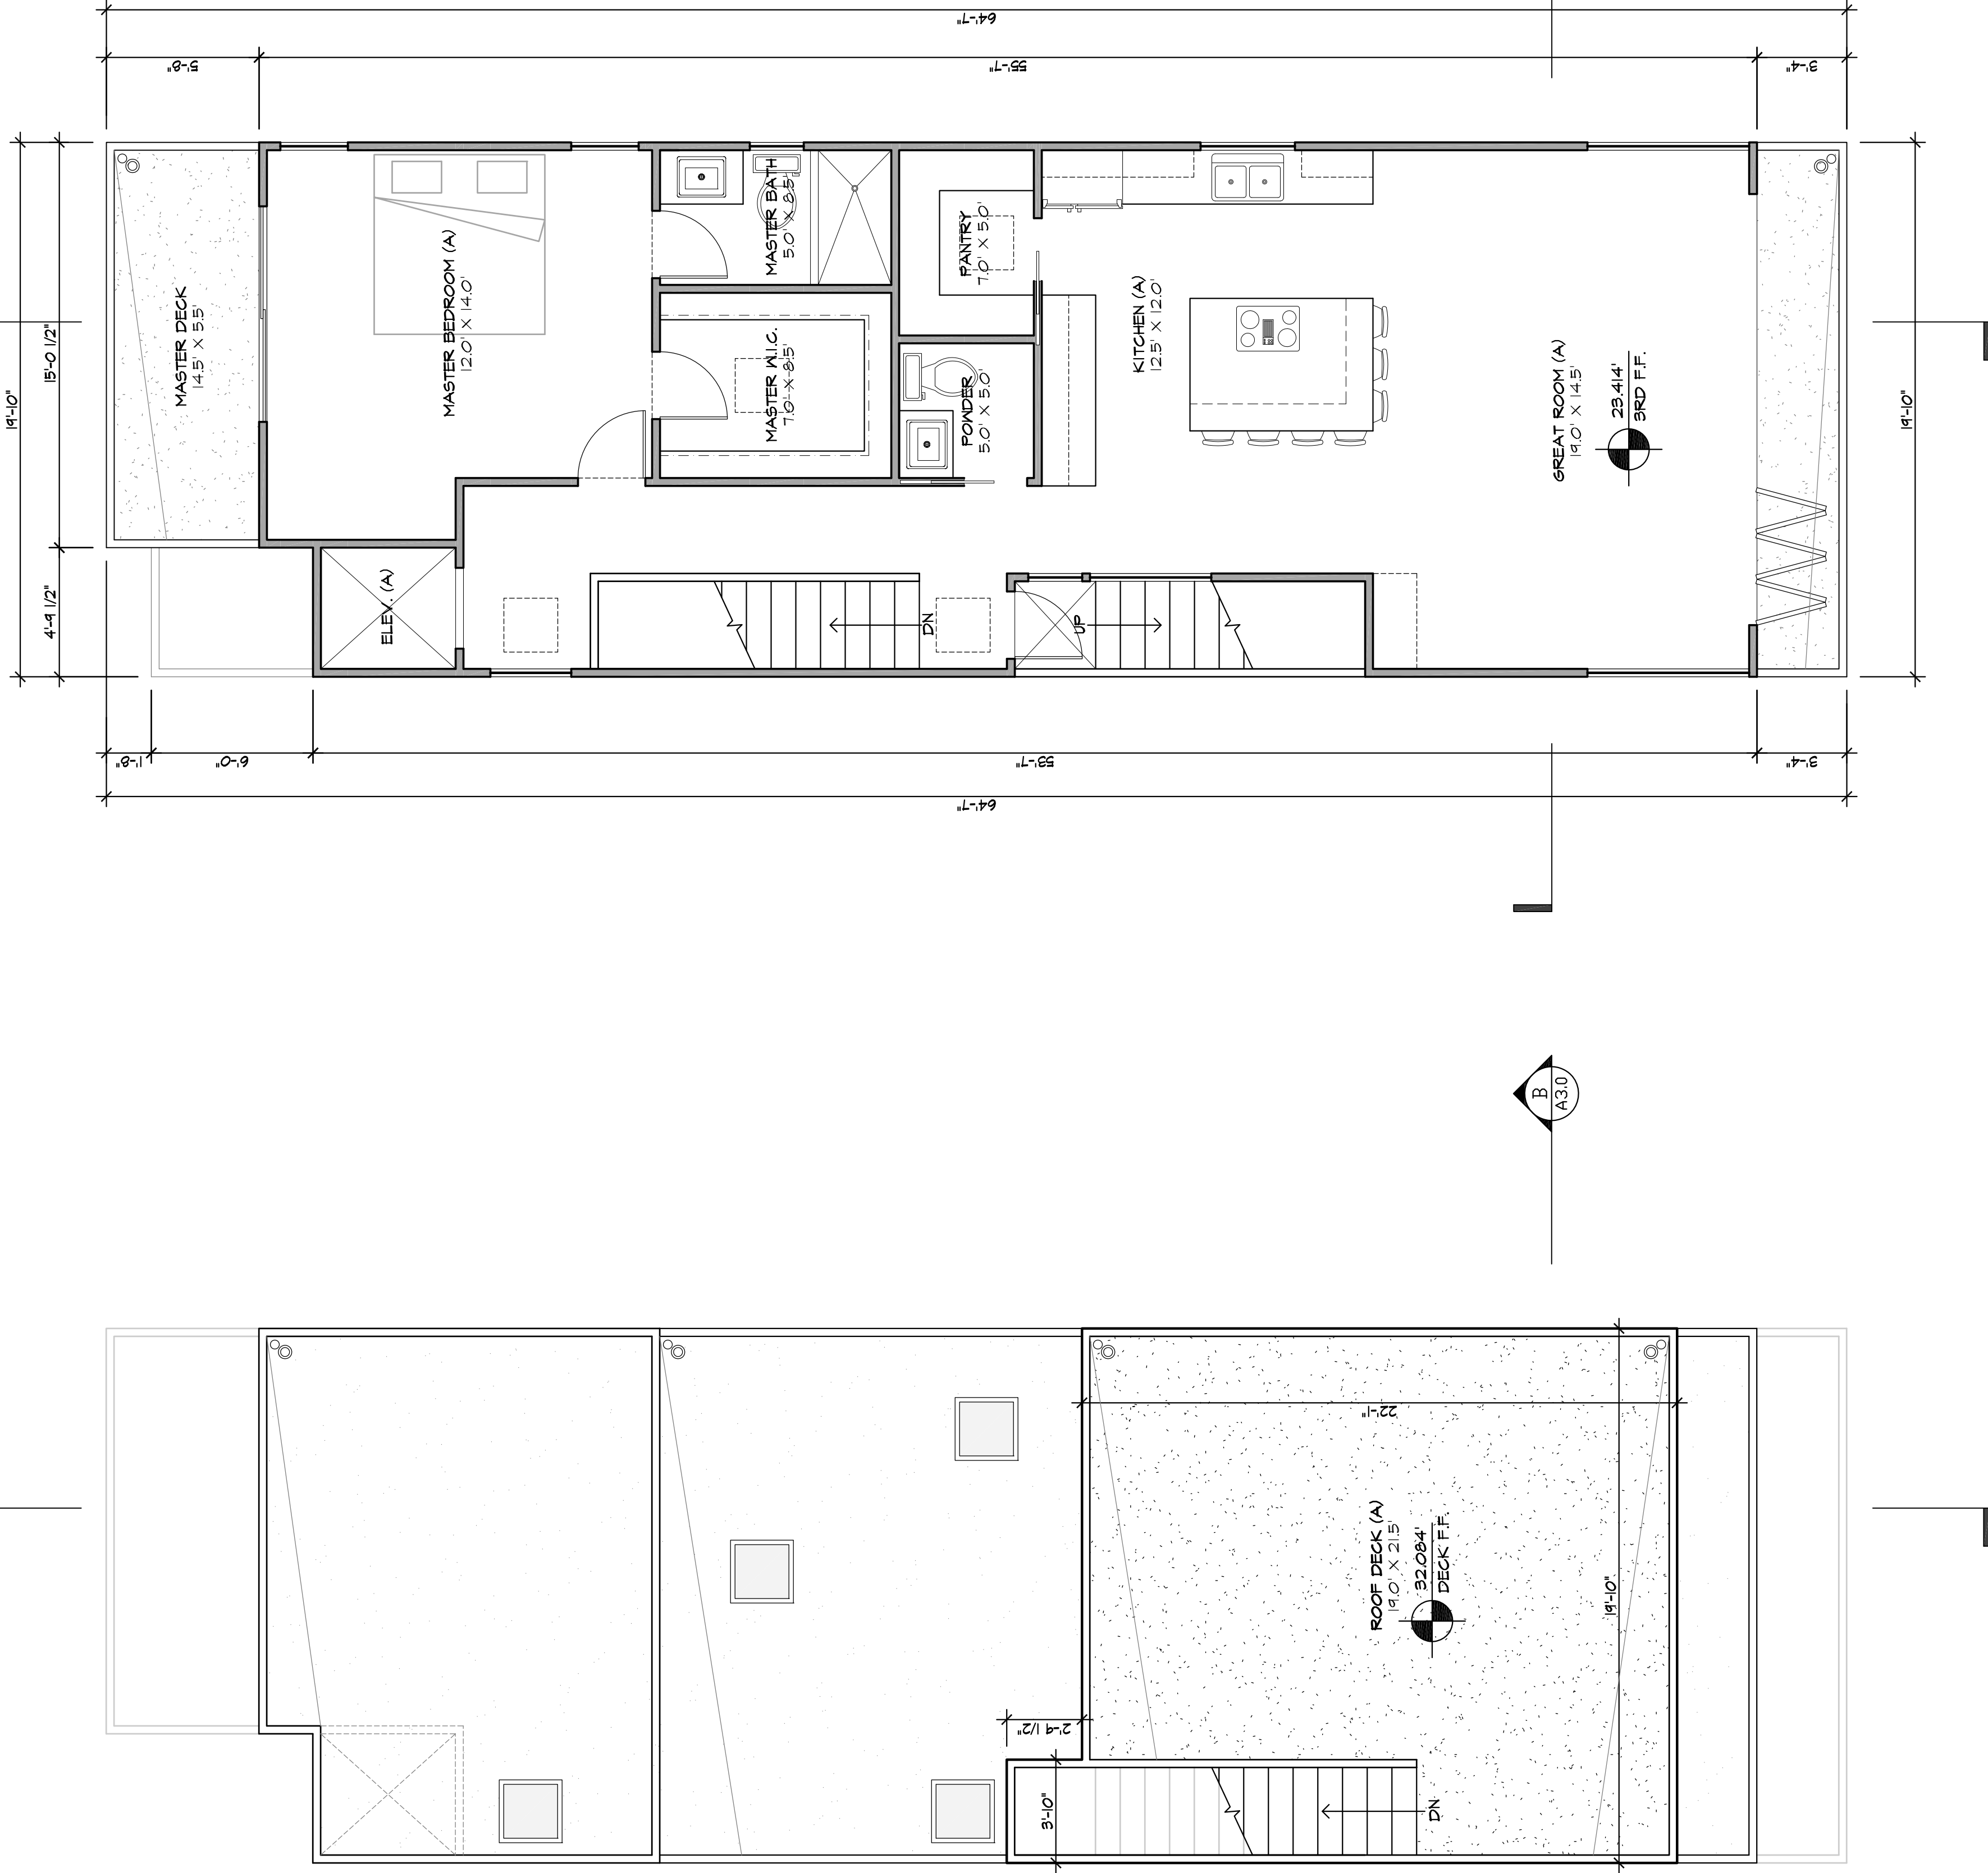 64'-7"
5'-8"
55'-7"
3'-4"
19'-10"
15'-0 1/2"
4'-9 1/2"
MASTER DECK
14.5' X 5.5'
MASTER BEDROOM (A)
12.0' X 14.0'
MASTER BATH
5.0' X 8.5'
MASTER W.I.C.
7.0' X 8.5'
PANTRY
7.0' X 5.0'
POWDER
5.0' X 5.0'
KITCHEN (A)
12.5' X 12.0'
GREAT ROOM (A)
19.0' X 14.5'
23.414'
3RD F.F.
19'-10"
ELEV. (A)
DN
UP
1'-8"
6'-0"
53'-7"
3'-4"
64'-7"
B
A3.0
22'-1"
ROOF DECK (A)
19.0' X 21.5'
32.084'
DECK F.F.
19'-10"
2'-9 1/2"
3'-10"
DN